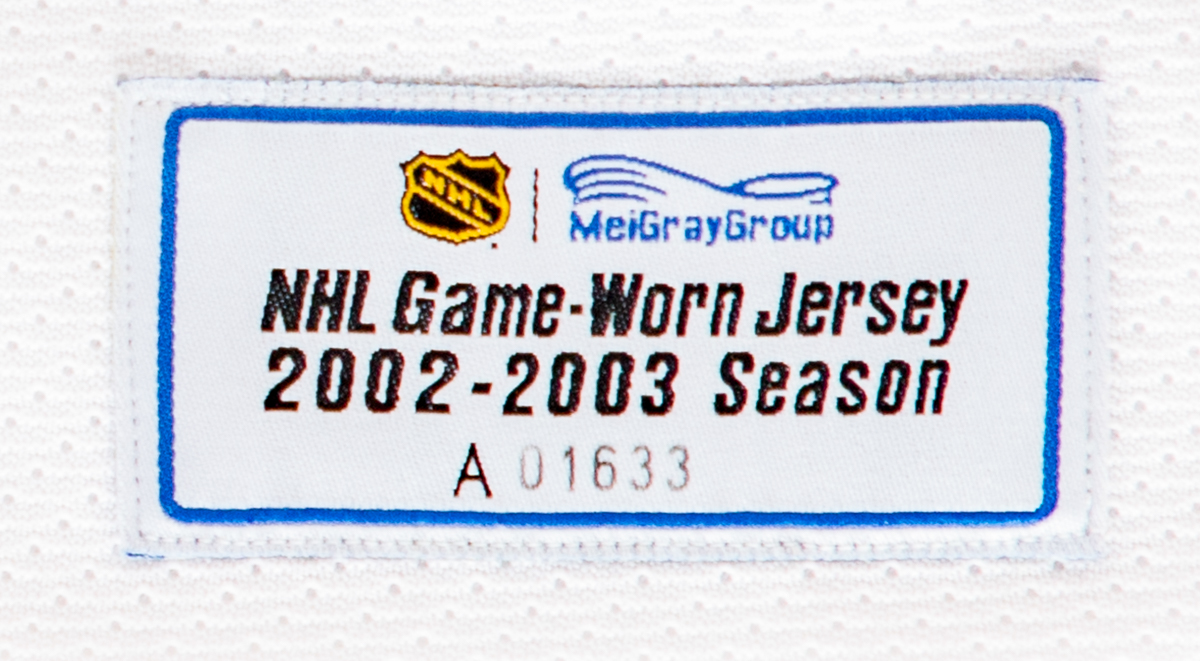 NHL | MeiGrayGroup
NHL Game-Worn Jersey
2002-2003 Season
A 01633